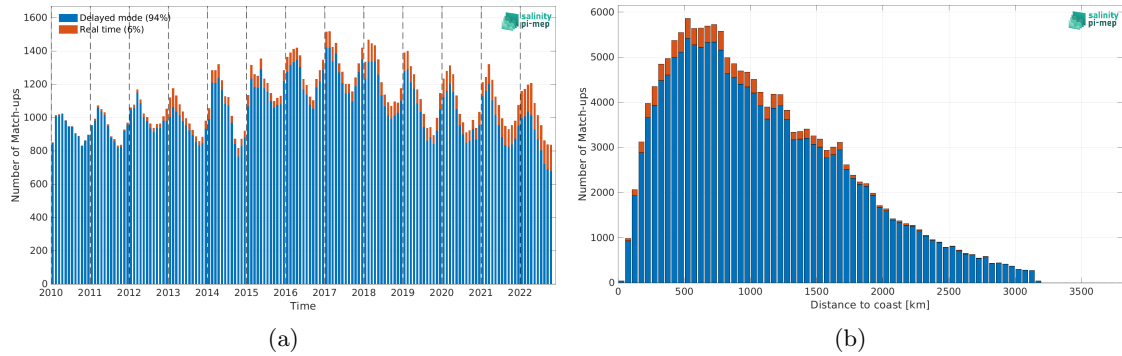 Delayed mode (94%)
Real time (6%)
salinity
pi-mep
Number of Match-ups
1600
1400
1200
1000
800
600
400
200
0
2010 2011 2012 2013 2014 2015 2016 2017 2018 2019 2020 2021 2022
Time
(a)
salinity
pi-mep
Number of Match-ups
6000
5000
4000
3000
2000
1000
0
0 500 1000 1500 2000 2500 3000 3500
Distance to coast [km]
(b)